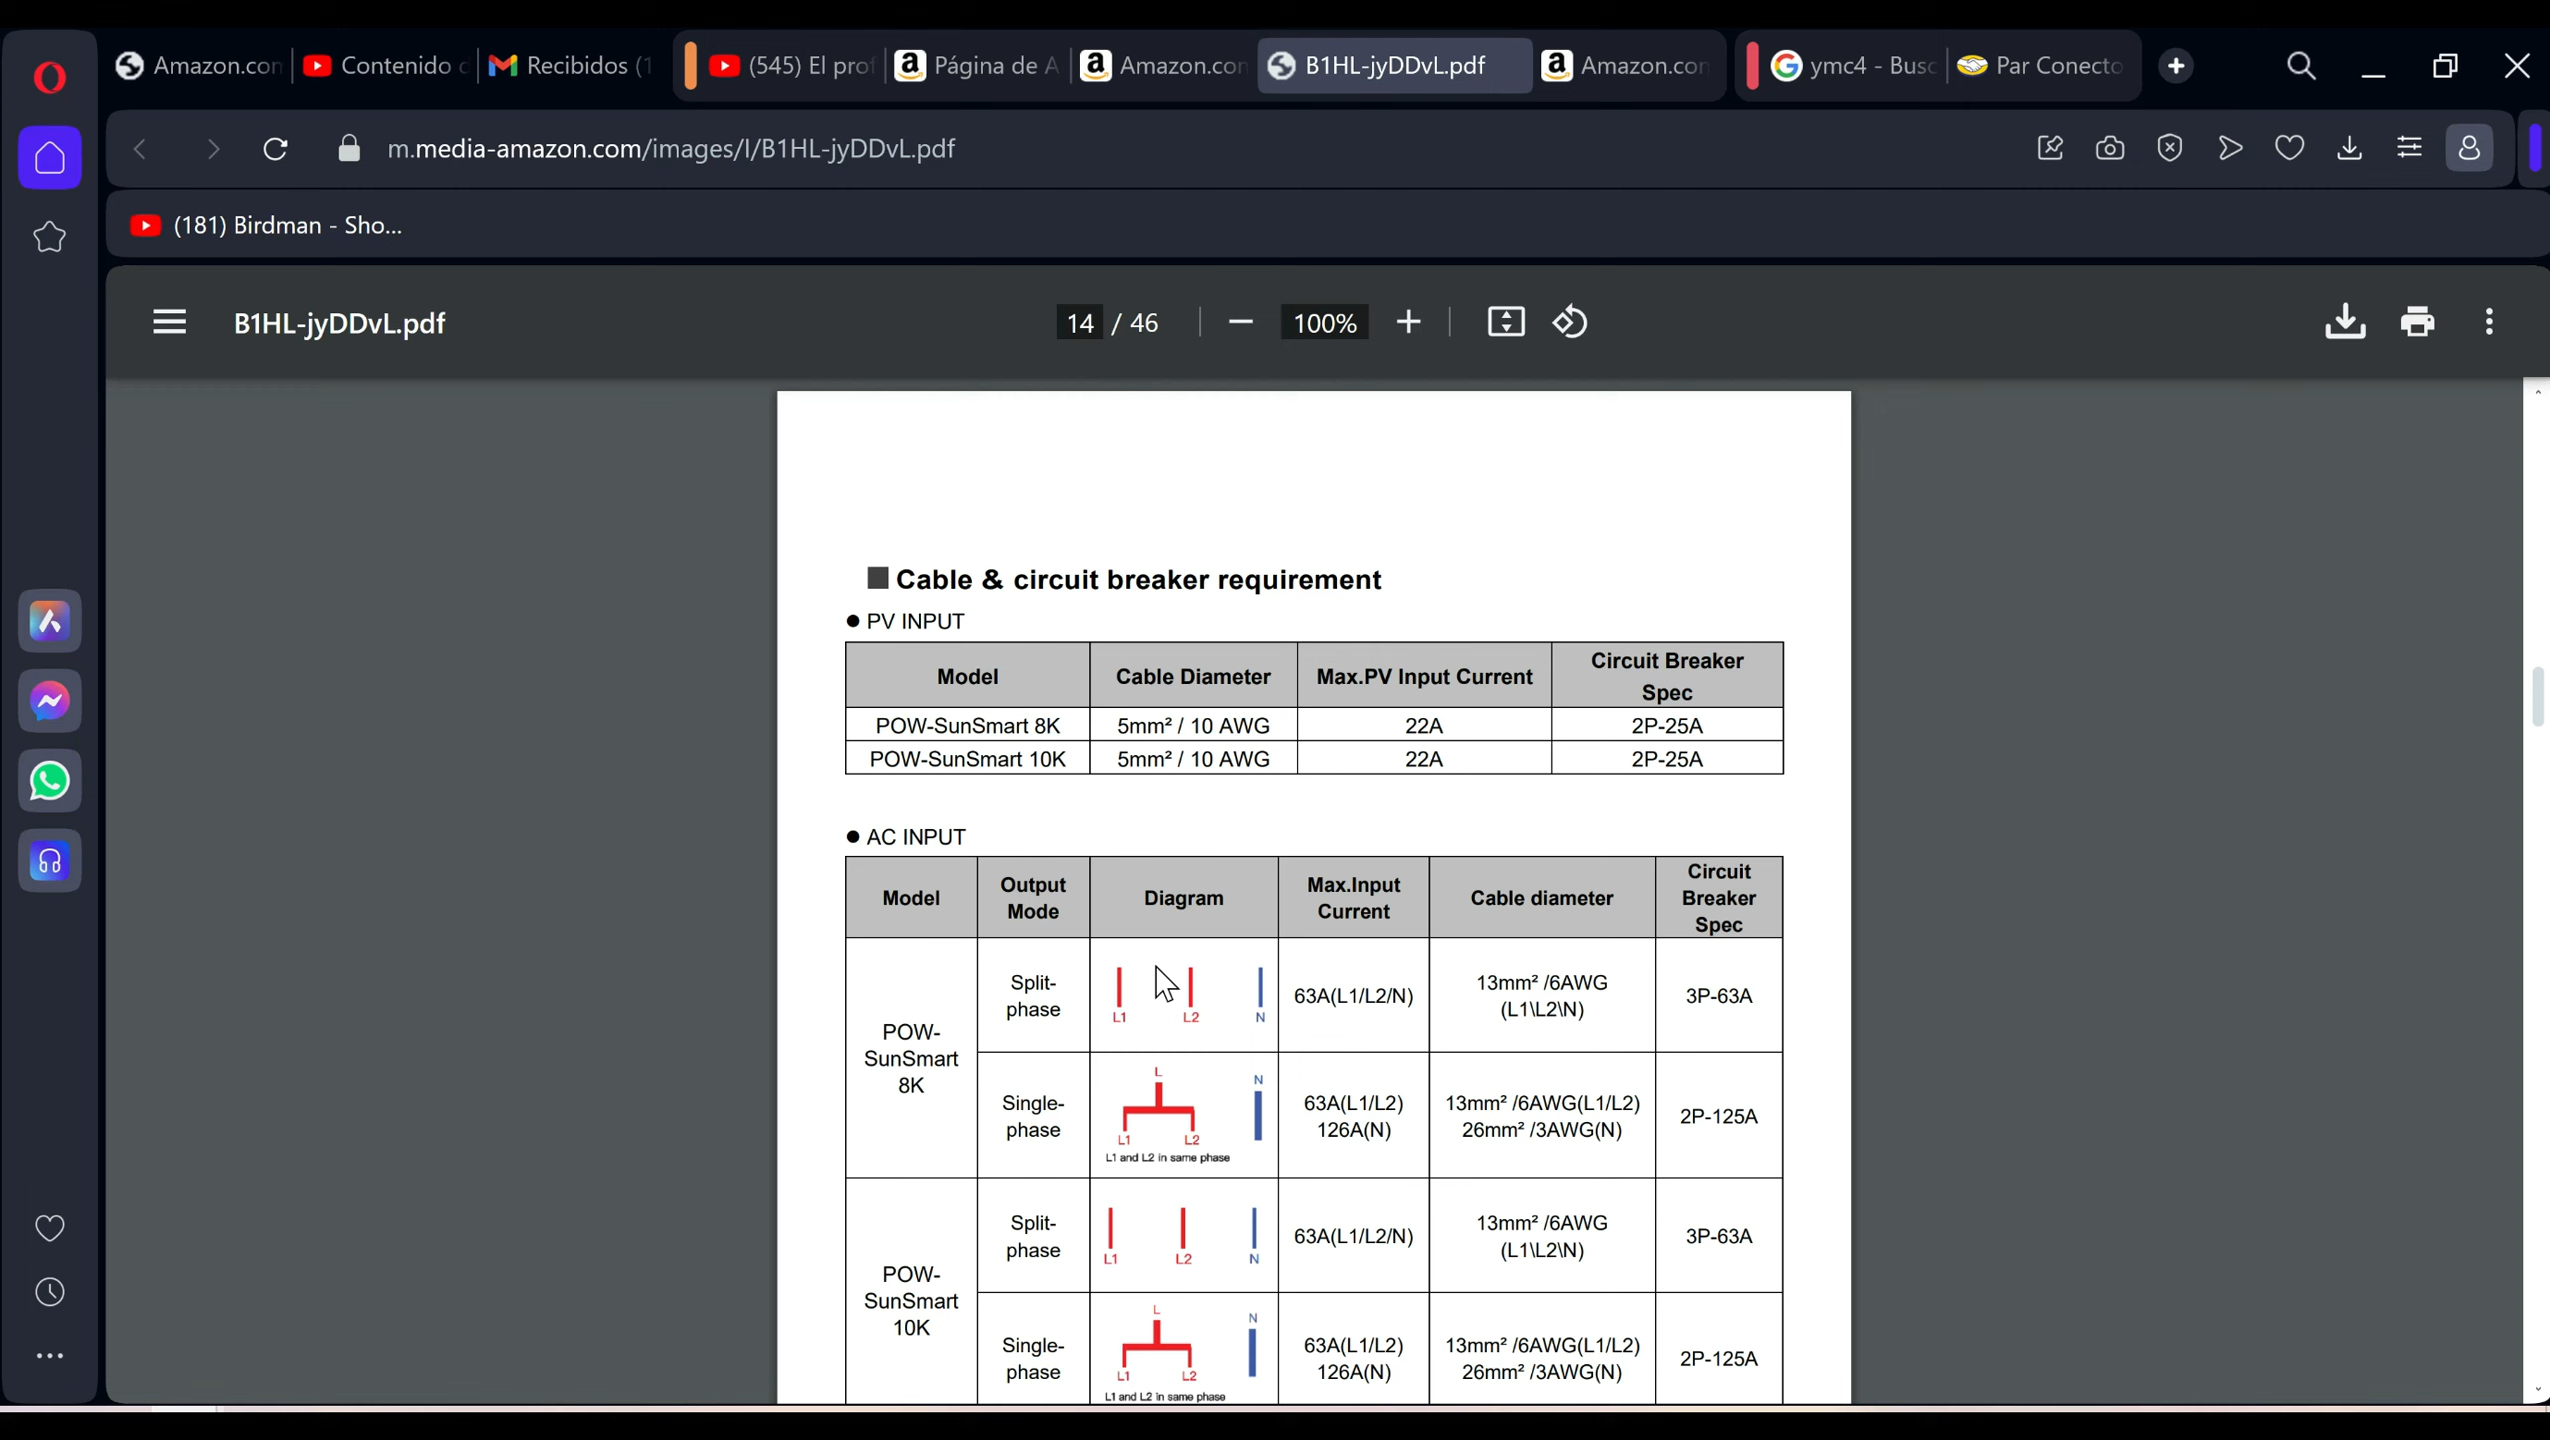 Amazon.con
Contenido d
Recibidos (1
(545) El prof
Página de A
Amazon.con
B1HL-jyDDvL.pdf
Amazon.con
ymc4 - Busc
Par Conecto
m.media-amazon.com/images/I/B1HL-jyDDvL.pdf
(181) Birdman - Sho...
B1HL-jyDDvL.pdf
14 / 46
100%
Cable & circuit breaker requirement
● PV INPUT
Model Cable Diameter Max.PV Input Current Circuit Breaker Spec
POW-SunSmart 8K 5mm² / 10 AWG 22A 2P-25A
POW-SunSmart 10K 5mm² / 10 AWG 22A 2P-25A
● AC INPUT
Model Output Mode Diagram Max.Input Current Cable diameter Circuit Breaker Spec
POW-
SunSmart
8K
Split-
phase
L1 L2 N
63A(L1/L2/N)
13mm² /6AWG
(L1\L2\N)
3P-63A
Single-
phase
L N
L1 L2
L1 and L2 in same phase
63A(L1/L2)
126A(N)
13mm² /6AWG(L1/L2)
26mm² /3AWG(N)
2P-125A
POW-
SunSmart
10K
Split-
phase
L1 L2 N
63A(L1/L2/N)
13mm² /6AWG
(L1\L2\N)
3P-63A
Single-
phase
L N
L1 L2
L1 and L2 in same phase
63A(L1/L2)
126A(N)
13mm² /6AWG(L1/L2)
26mm² /3AWG(N)
2P-125A